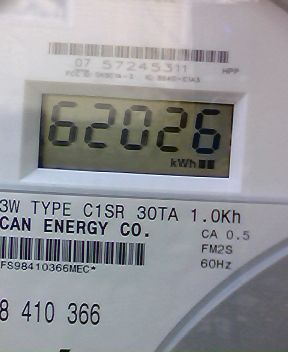 07 57245311
HPP
62026
kWh
3W TYPE C1SR 30TA 1.0Kh
CAN ENERGY CO.
CA 0.5
FM2S
FS98410366MEC*
60Hz
8 410 366